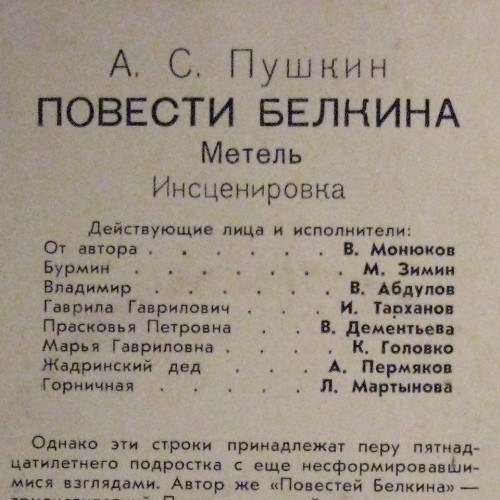 А. С. Пушкин
ПОВЕСТИ БЕЛКИНА
Метель
Инсценировка
Действующие лица и исполнители:
От автора . . . . . . В. Монюков
Бурмин . . . . . . . М. Зимин
Владимир . . . . . . В. Абдулов
Гаврила Гаврилович . . . И. Тарханов
Прасковья Петровна . . В. Дементьева
Марья Гавриловна . . . К. Головко
Жадринский дед . . . А. Пермяков
Горничная . . . . . Л. Мартынова
Однако эти строки принадлежат перу пятнад-
цатилетнего подростка с еще несформировавши-
мися взглядами. Автор же «Повестей Белкина» —